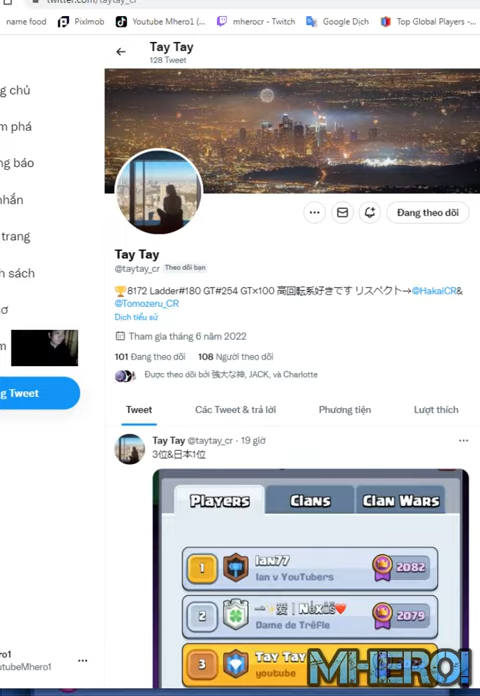 twitter.com/taytay_cr
name food
PixImob
Youtube Mhero1 (...
mherocr - Twitch
Google Dịch
Top Global Players -...
Tay Tay
128 Tweet
g chủ
m phá
ng báo
nhắn
trang
h sách
Đang theo dõi
Tay Tay
@taytay_cr Theo dõi bạn
🏆8172 Ladder#180 GT#254 GT×100 高回転系好きです リスペクト→@HakaiCR&
@Tomozeru_CR
Dịch tiểu sử
Tham gia tháng 6 năm 2022
101 Đang theo dõi 108 Người theo dõi
Được theo dõi bởi 強大な神, JACK, và Charlotte
g Tweet
Tweet
Các Tweet & trả lời
Phương tiện
Lượt thích
Tay Tay @taytay_cr · 19 giờ
3位&日本1位
Players
Clans
Clan Wars
1
Ian77
Ian v YouTubers
2082
2
Dame de Trêfle
2079
3
Tay Tay
youtube
ro1
utubeMhero1
MHERO!